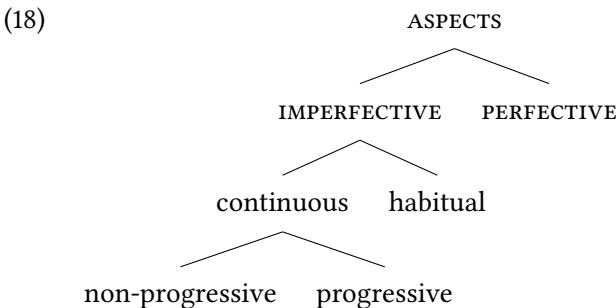 (18) ASPECTS
IMPERFECTIVE PERFECTIVE
continuous habitual
non-progressive progressive